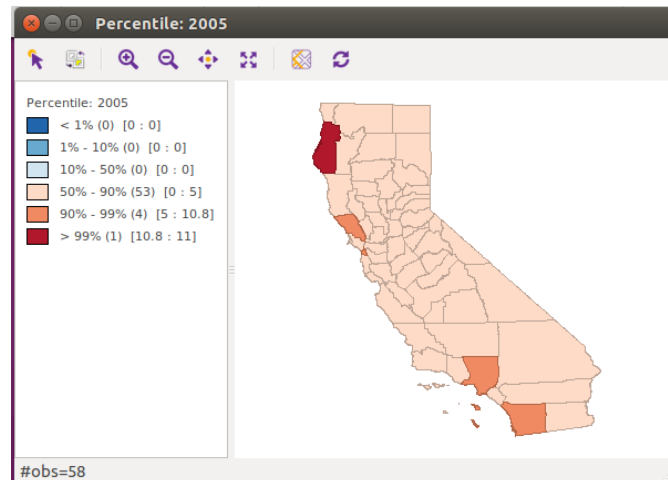 Percentile: 2005
Percentile: 2005
< 1% (0) [0 : 0]
1% - 10% (0) [0 : 0]
10% - 50% (0) [0 : 0]
50% - 90% (53) [0 : 5]
90% - 99% (4) [5 : 10.8]
> 99% (1) [10.8 : 11]
#obs=58